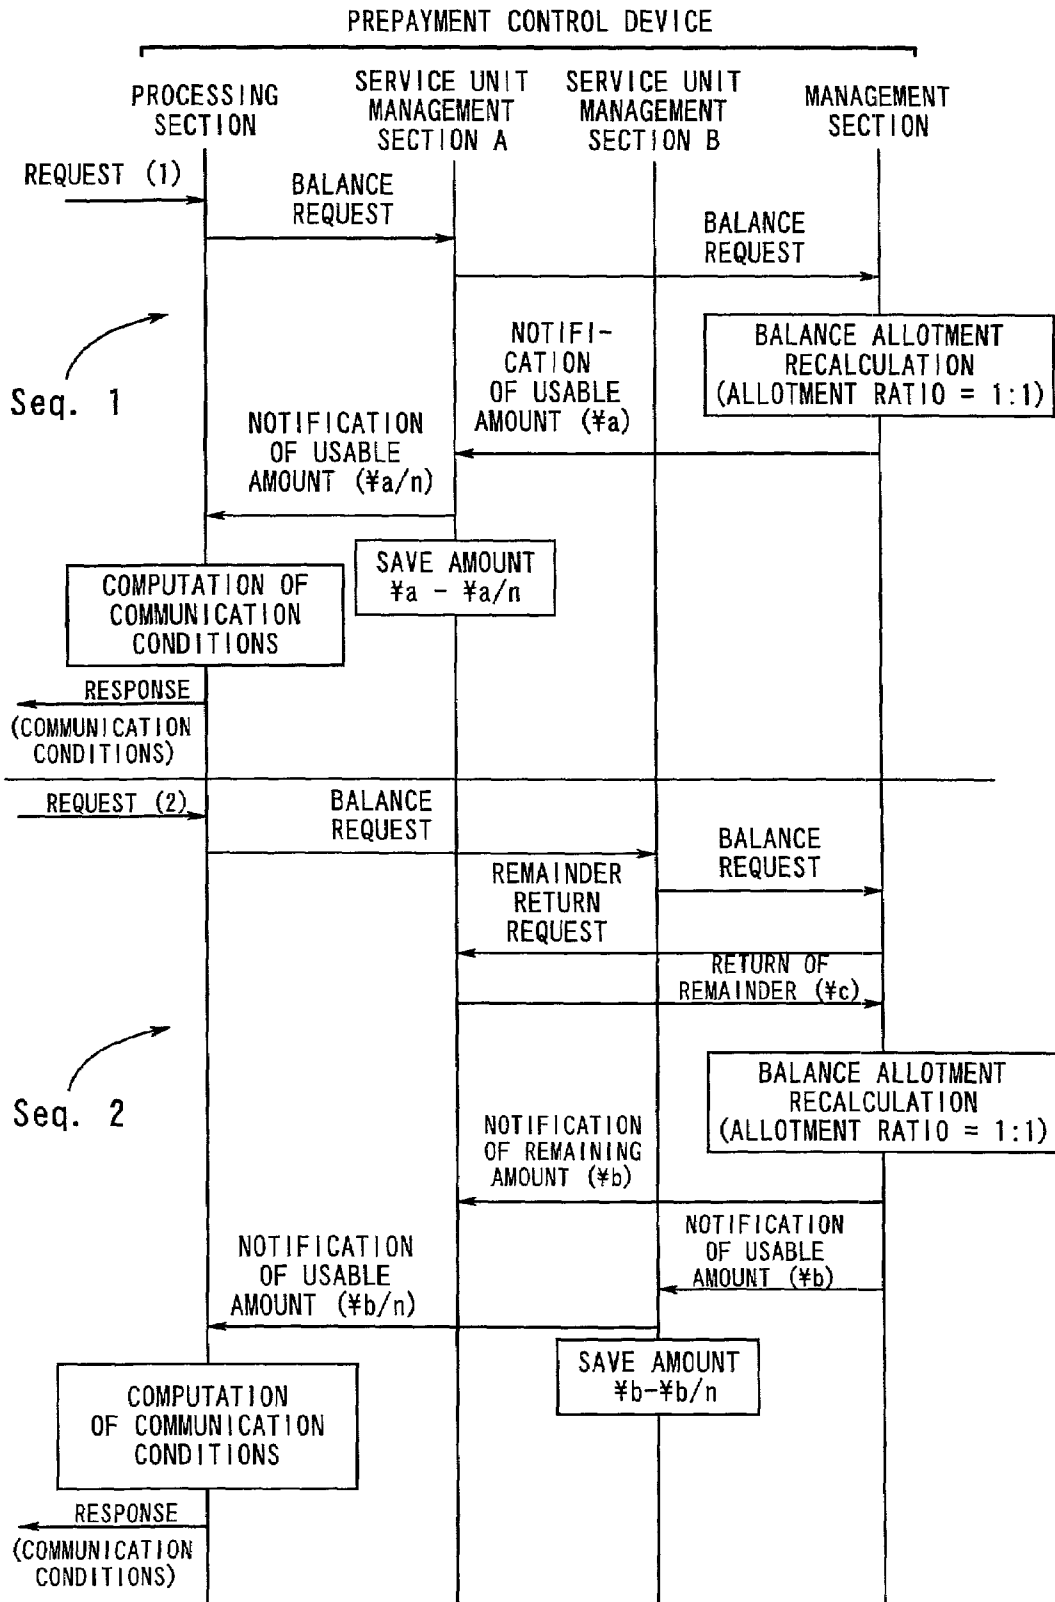 PREPAYMENT CONTROL DEVICE
PROCESSING
SECTION
SERVICE UNIT
MANAGEMENT
SECTION A
SERVICE UNIT
MANAGEMENT
SECTION B
MANAGEMENT
SECTION
REQUEST (1)
BALANCE
REQUEST
BALANCE
REQUEST
BALANCE ALLOTMENT
RECALCULATION
(ALLOTMENT RATIO = 1:1)
NOTIFI-
CATION
OF USABLE
AMOUNT (¥a)
Seq. 1
NOTIFICATION
OF USABLE
AMOUNT (¥a/n)
SAVE AMOUNT
¥a - ¥a/n
COMPUTATION OF
COMMUNICATION
CONDITIONS
RESPONSE
(COMMUNICATION
CONDITIONS)
REQUEST (2)
BALANCE
REQUEST
BALANCE
REQUEST
REMAINDER
RETURN
REQUEST
RETURN OF
REMAINDER (¥c)
BALANCE ALLOTMENT
RECALCULATION
(ALLOTMENT RATIO = 1:1)
Seq. 2
NOTIFICATION
OF REMAINING
AMOUNT (¥b)
NOTIFICATION
OF USABLE
AMOUNT (¥b)
NOTIFICATION
OF USABLE
AMOUNT (¥b/n)
SAVE AMOUNT
¥b-¥b/n
COMPUTATION
OF COMMUNICATION
CONDITIONS
RESPONSE
(COMMUNICATION
CONDITIONS)